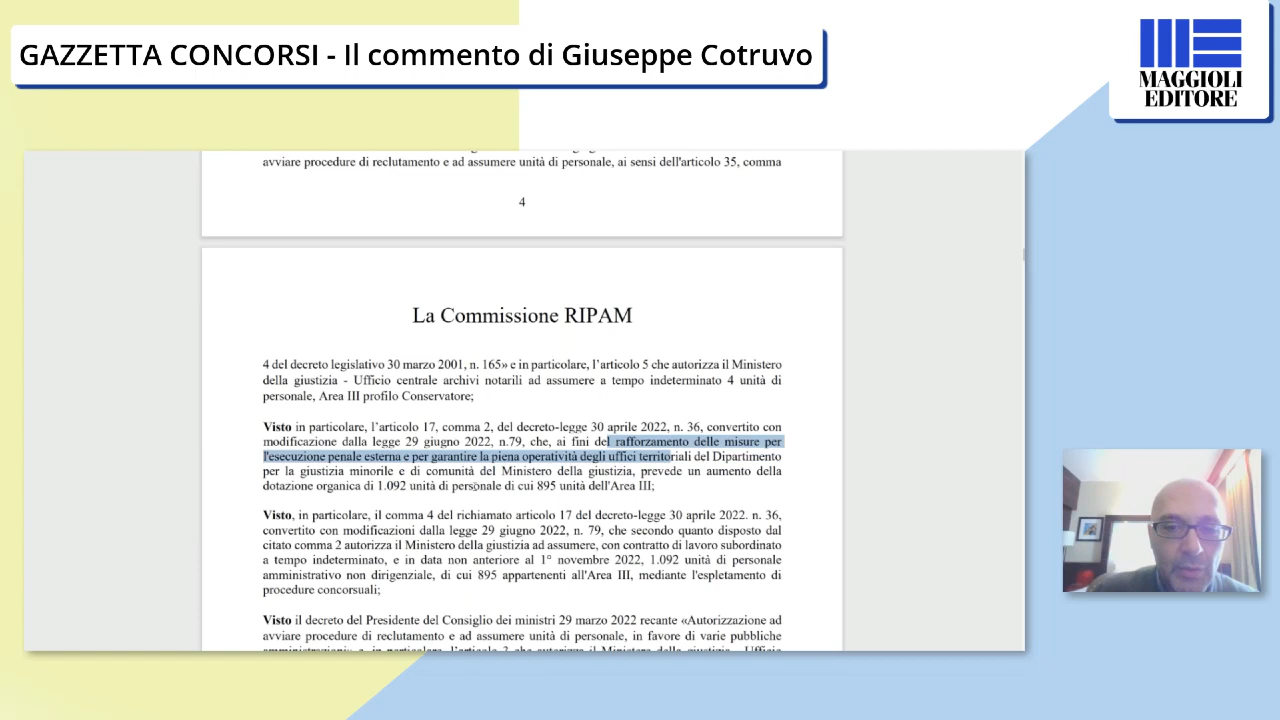 GAZZETTA CONCORSI - Il commento di Giuseppe Cotruvo
MAGGIOLI
EDITORE
avviare procedure di reclutamento e ad assumere unità di personale, ai sensi dell'articolo 35, comma
4
La Commissione RIPAM
4 del decreto legislativo 30 marzo 2001, n. 165» e in particolare, l'articolo 5 che autorizza il Ministero
della giustizia - Ufficio centrale archivi notarili ad assumere a tempo indeterminato 4 unità di
personale, Area III profilo Conservatore;
Visto in particolare, l'articolo 17, comma 2, del decreto-legge 30 aprile 2022, n. 36, convertito con
modificazione dalla legge 29 giugno 2022, n.79, che, ai fini del rafforzamento delle misure per
l'esecuzione penale esterna e per garantire la piena operatività degli uffici territoriali del Dipartimento
per la giustizia minorile e di comunità del Ministero della giustizia, prevede un aumento della
dotazione organica di 1.092 unità di personale di cui 895 unità dell'Area III;
Visto, in particolare, il comma 4 del richiamato articolo 17 del decreto-legge 30 aprile 2022. n. 36,
convertito con modificazioni dalla legge 29 giugno 2022, n. 79, che secondo quanto disposto dal
citato comma 2 autorizza il Ministero della giustizia ad assumere, con contratto di lavoro subordinato
a tempo indeterminato, e in data non anteriore al 1° novembre 2022, 1.092 unità di personale
amministrativo non dirigenziale, di cui 895 appartenenti all'Area III, mediante l'espletamento di
procedure concorsuali;
Visto il decreto del Presidente del Consiglio dei ministri 29 marzo 2022 recante «Autorizzazione ad
avviare procedure di reclutamento e ad assumere unità di personale, in favore di varie pubbliche
amministrazioni» e, in particolare, l'articolo 3 che autorizza il Ministero della giustizia - Ufficio